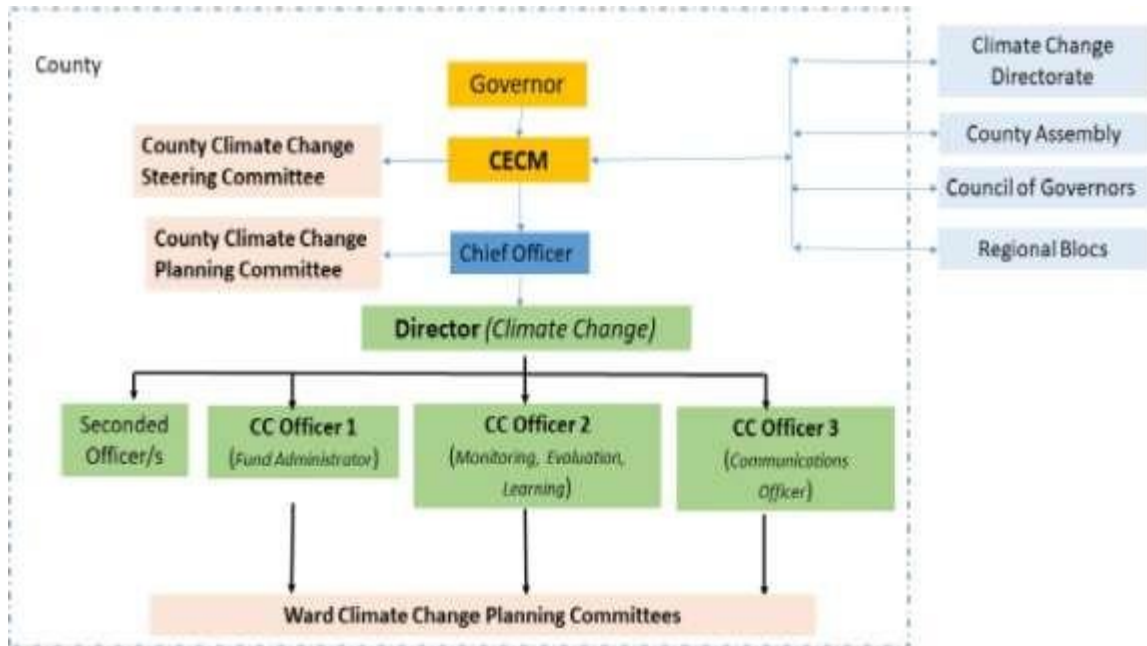 County
Governor
CECM
County Climate Change
Steering Committee
Chief Officer
County Climate Change
Planning Committee
Climate Change
Directorate
County Assembly
Council of Governors
Regional Blocs
Director (Climate Change)
Seconded
Officer/s
CC Officer 1
(Fund Administrator)
CC Officer 2
(Monitoring, Evaluation,
Learning)
CC Officer 3
(Communications
Officer)
Ward Climate Change Planning Committees